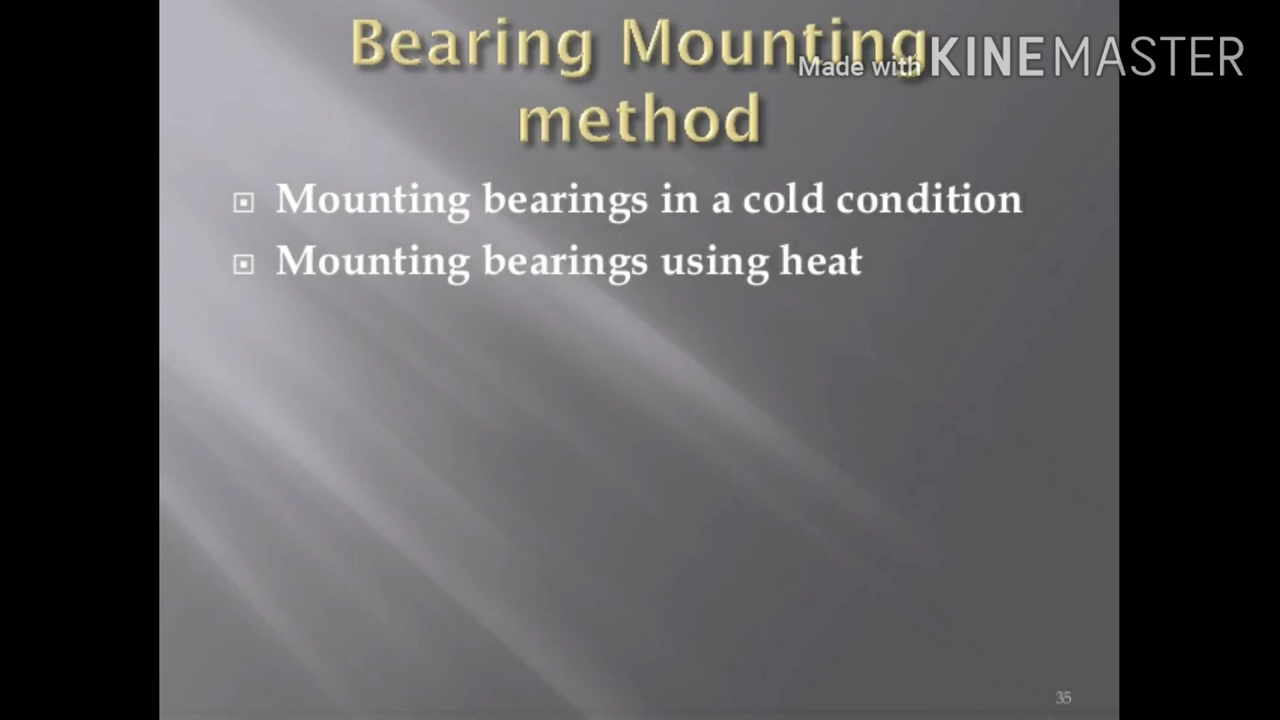 Bearing Mounting
Made with KINEMASTER
method
Mounting bearings in a cold condition
Mounting bearings using heat
35